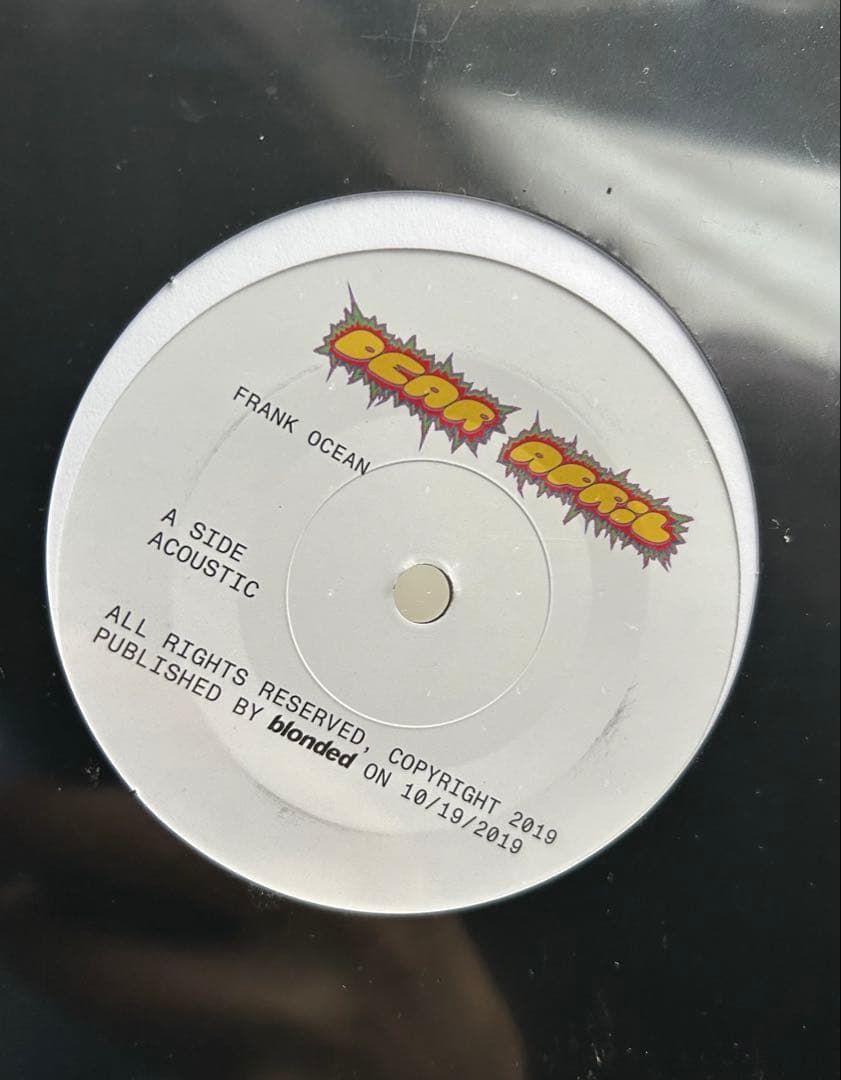 DEAR APRiL
FRANK OCEAN
A SIDE
ACOUSTIC
ALL RIGHTS RESERVED, COPYRIGHT 2019
PUBLISHED BY blonded ON 10/19/2019